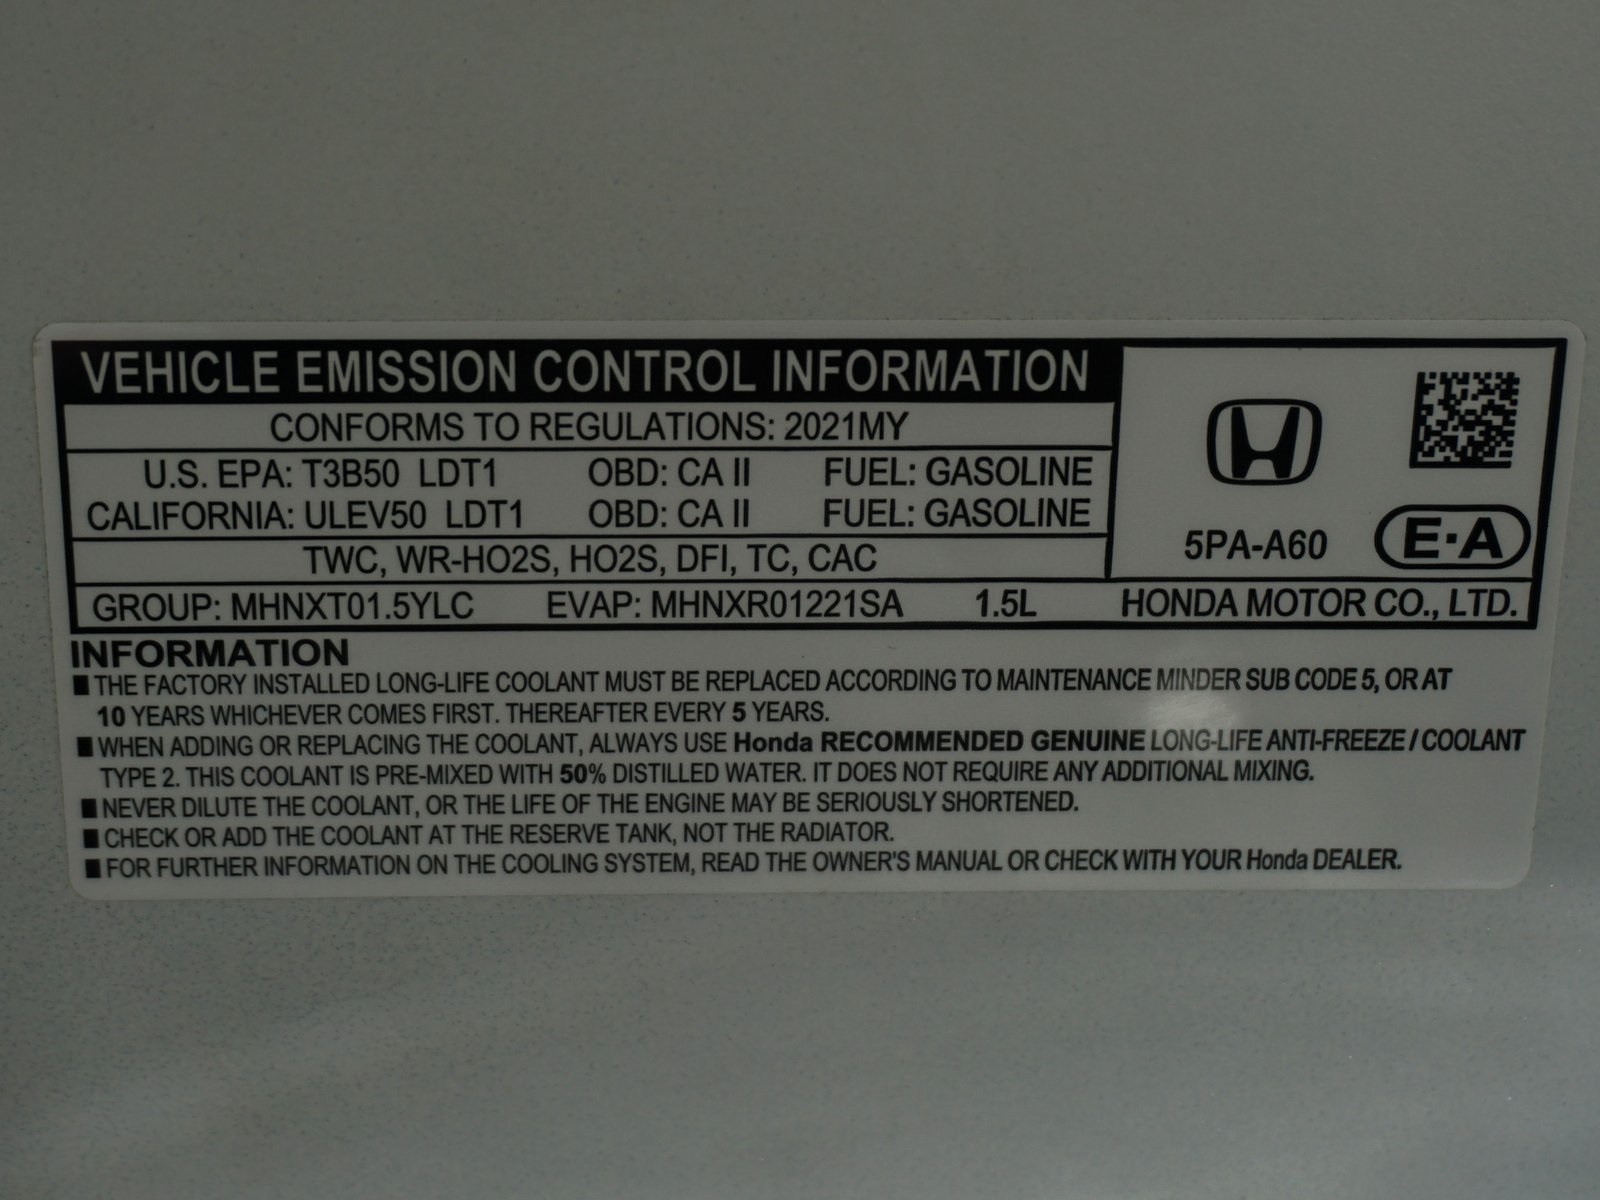 VEHICLE EMISSION CONTROL INFORMATION
CONFORMS TO REGULATIONS: 2021MY
U.S. EPA: T3B50 LDT1 OBD: CA II FUEL: GASOLINE
CALIFORNIA: ULEV50 LDT1 OBD: CA II FUEL: GASOLINE
TWC, WR-HO2S, HO2S, DFI, TC, CAC
5PA-A60 E·A
GROUP: MHNXT01.5YLC EVAP: MHNXR01221SA 1.5L HONDA MOTOR CO., LTD.
INFORMATION
■ THE FACTORY INSTALLED LONG-LIFE COOLANT MUST BE REPLACED ACCORDING TO MAINTENANCE MINDER SUB CODE 5, OR AT
10 YEARS WHICHEVER COMES FIRST. THEREAFTER EVERY 5 YEARS.
■ WHEN ADDING OR REPLACING THE COOLANT, ALWAYS USE Honda RECOMMENDED GENUINE LONG-LIFE ANTI-FREEZE / COOLANT
TYPE 2. THIS COOLANT IS PRE-MIXED WITH 50% DISTILLED WATER. IT DOES NOT REQUIRE ANY ADDITIONAL MIXING.
■ NEVER DILUTE THE COOLANT, OR THE LIFE OF THE ENGINE MAY BE SERIOUSLY SHORTENED.
■ CHECK OR ADD THE COOLANT AT THE RESERVE TANK, NOT THE RADIATOR.
■ FOR FURTHER INFORMATION ON THE COOLING SYSTEM, READ THE OWNER'S MANUAL OR CHECK WITH YOUR Honda DEALER.